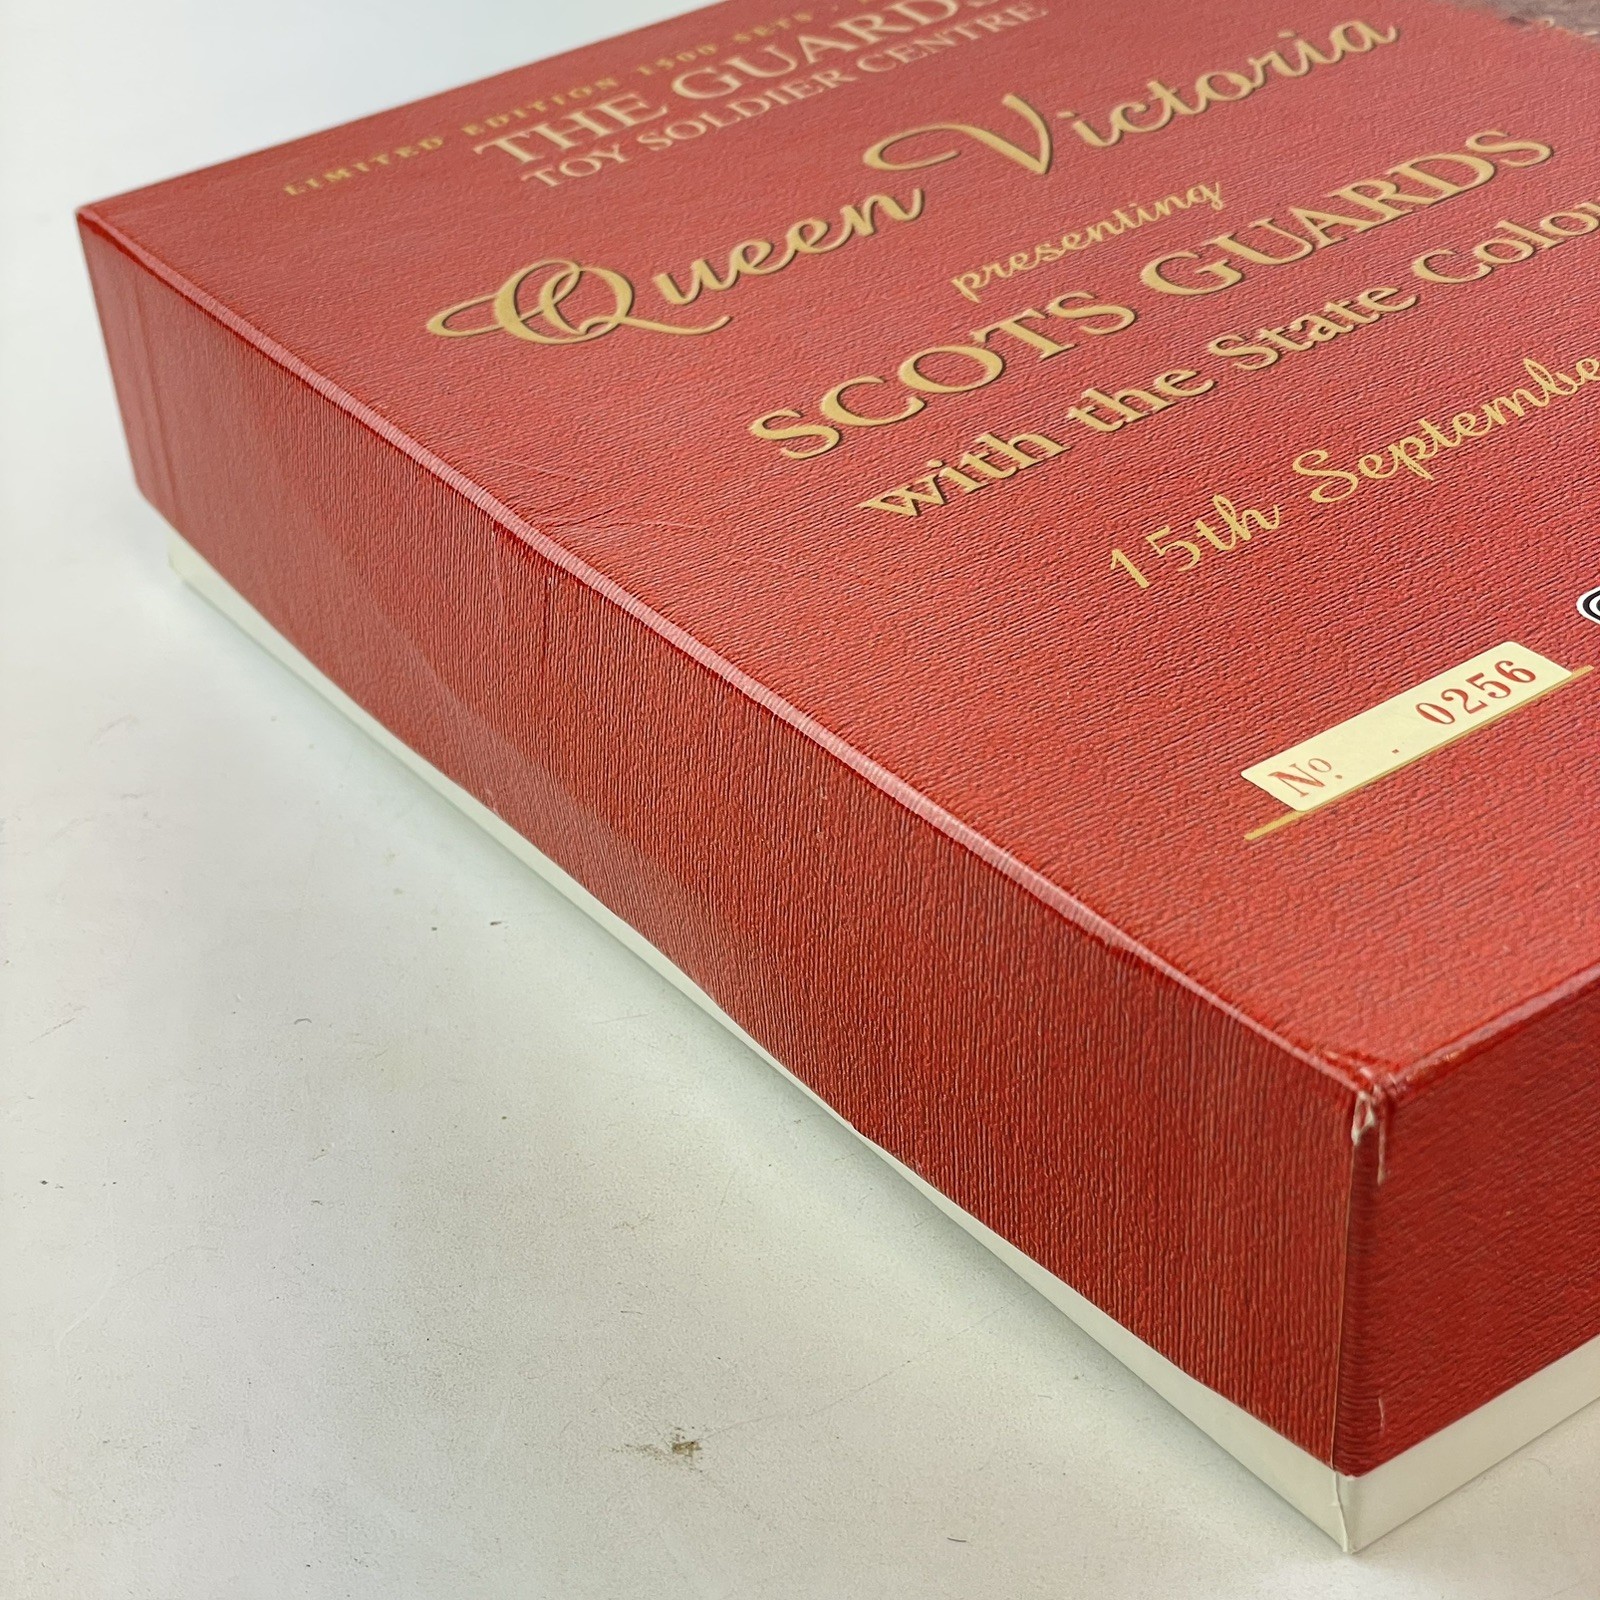 LIMITED EDITION 1500 SETS
THE GUARDS
TOY SOLDIER CENTRE
Queen Victoria
presenting
SCOTS GUARDS
with the State Colou
15th Septembe
No. . 0256